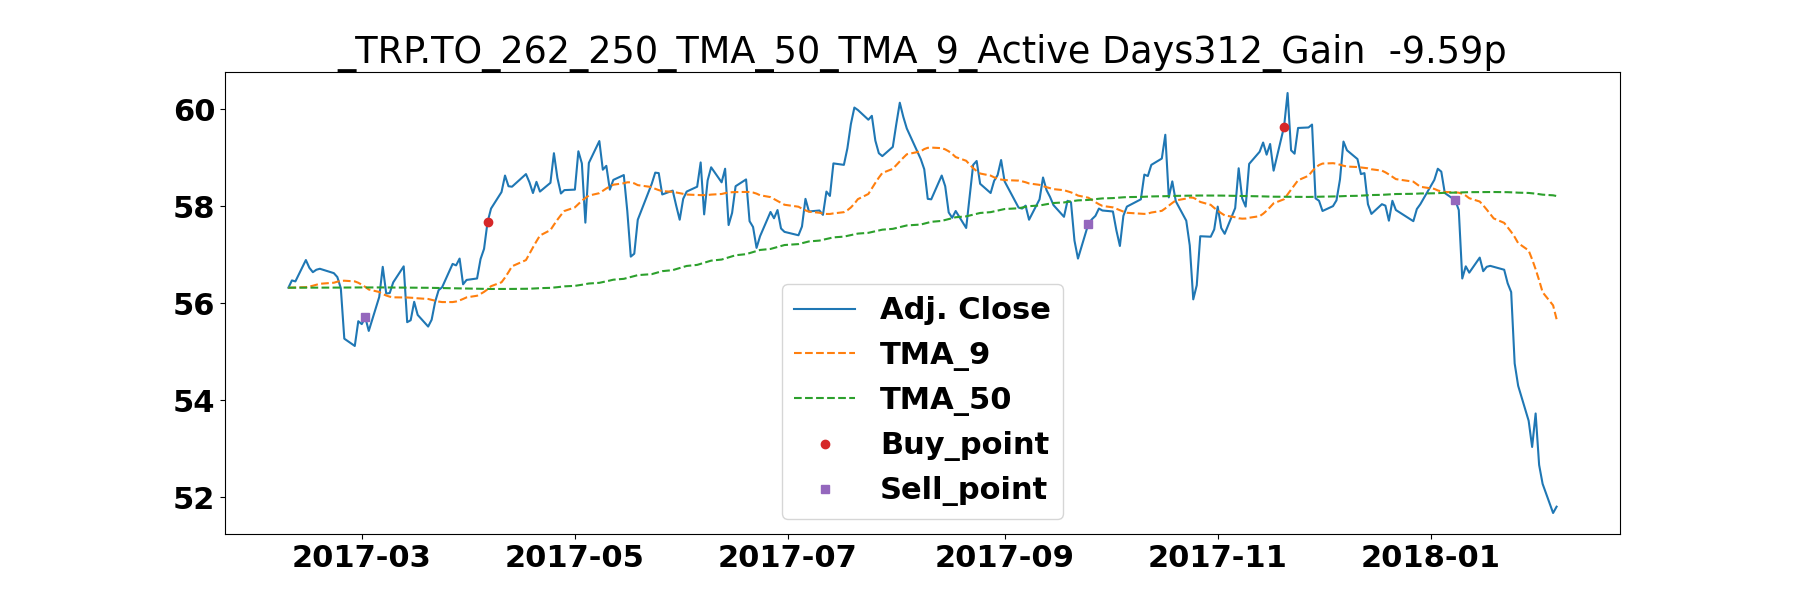 _TRP.TO_262_250_TMA_50_TMA_9_Active Days312_Gain  -9.59p
60
58
56
54
52
Adj. Close
TMA_9
TMA_50
Buy_point
Sell_point
2017-03 2017-05 2017-07 2017-09 2017-11 2018-01